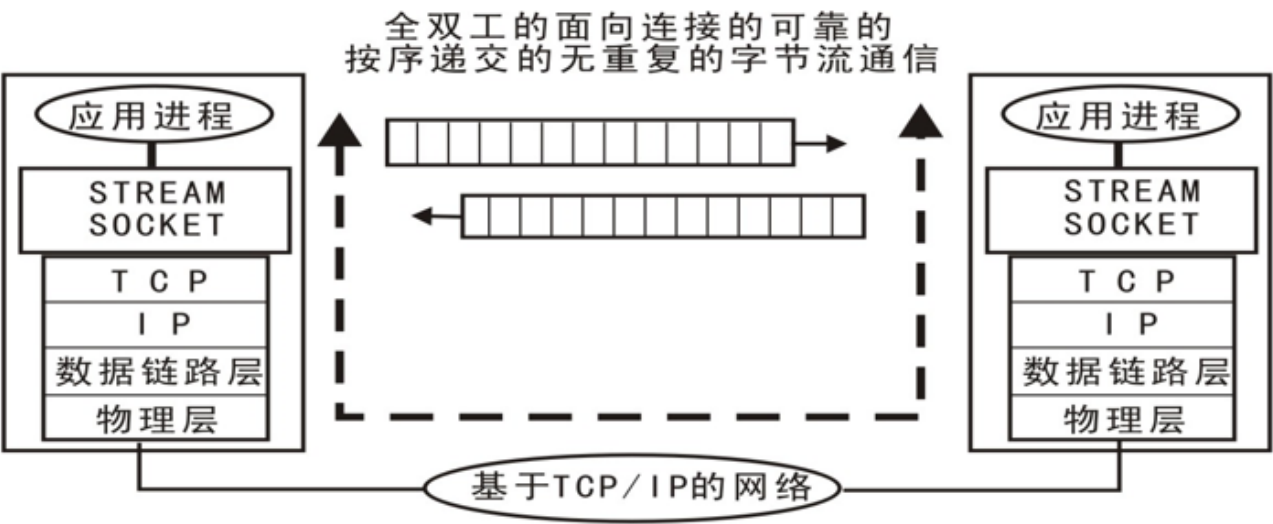 全双工的面向连接的可靠的
按序递交的无重复的字节流通信
应用进程
STREAM
SOCKET
TCP
IP
数据链路层
物理层
应用进程
STREAM
SOCKET
TCP
IP
数据链路层
物理层
基于TCP/IP的网络